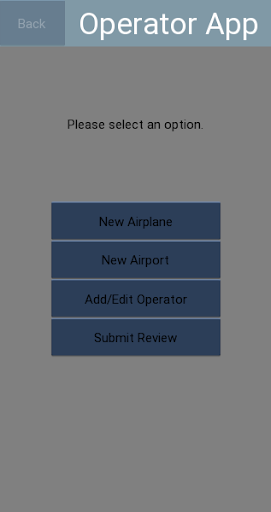 Back
Operator App
Please select an option.
New Airplane
New Airport
Add/Edit Operator
Submit Review